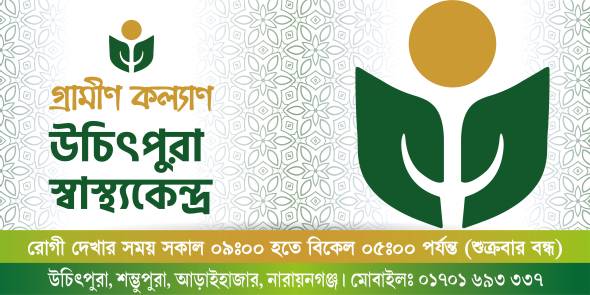 গ্রামীণ কল্যাণ
উচিৎপুরা
স্বাস্থ্যকেন্দ্র
রোগী দেখার সময় সকাল ০৯ঃ০০ হতে বিকেল ০৫ঃ০০ পর্যন্ত (শুক্রবার বন্ধ)
উচিৎপুরা, শম্ভুপুরা, আড়াইহাজার, নারায়নগঞ্জ। মোবাইলঃ ০১৭০১ ৬৯৩ ৩৩৭